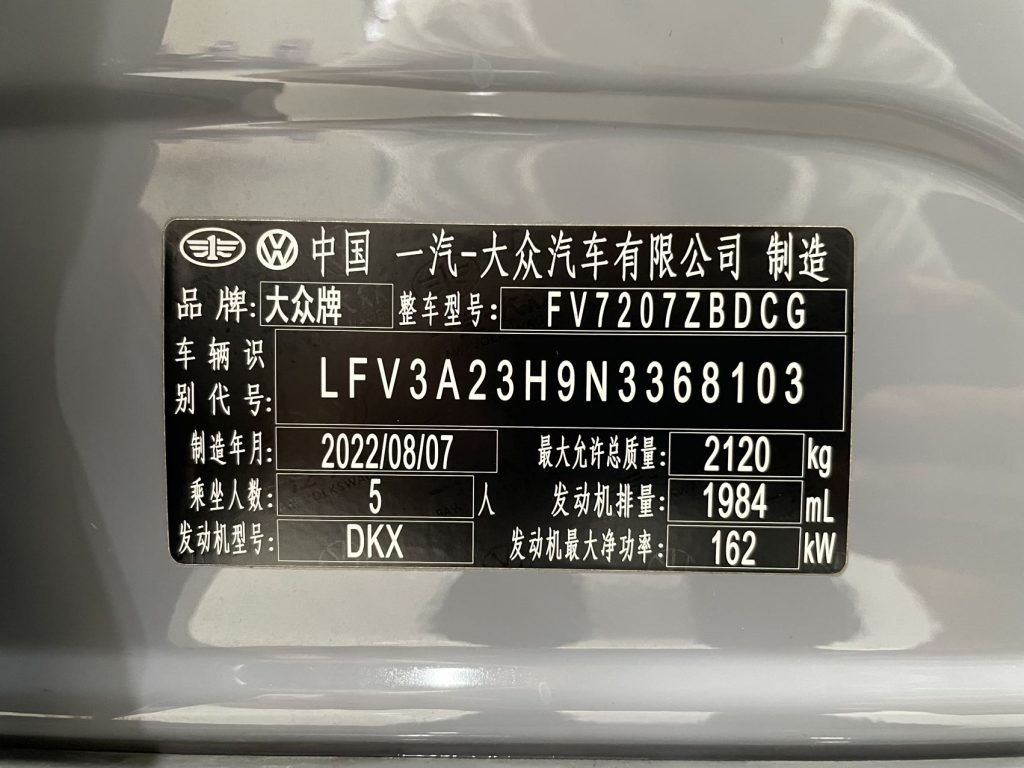 中国 一汽-大众汽车有限公司 制造
品牌: 大众牌 整车型号: FV7207ZBDCG
车辆识别代号: LFV3A23H9N3368103
制造年月: 2022/08/07 最大允许总质量: 2120 kg
乘坐人数: 5 人 发动机排量: 1984 mL
发动机型号: DKX 发动机最大净功率: 162 kW